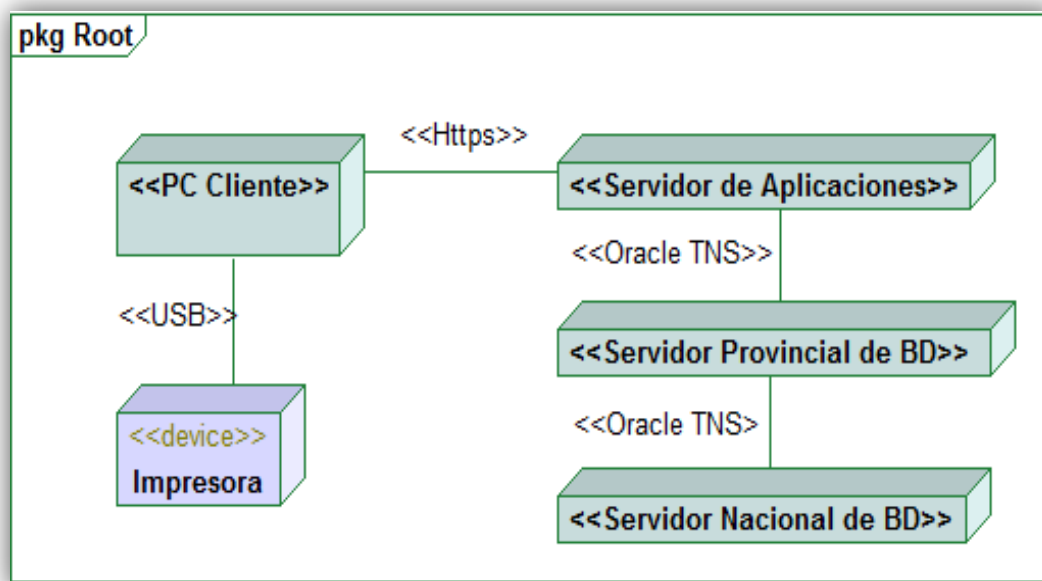 pkg Root
<<Https>>
<<PC Cliente>>
<<Servidor de Aplicaciones>>
<<Oracle TNS>>
<<USB>>
<<Servidor Provincial de BD>>
<<device>>
Impresora
<<Oracle TNS>
<<Servidor Nacional de BD>>